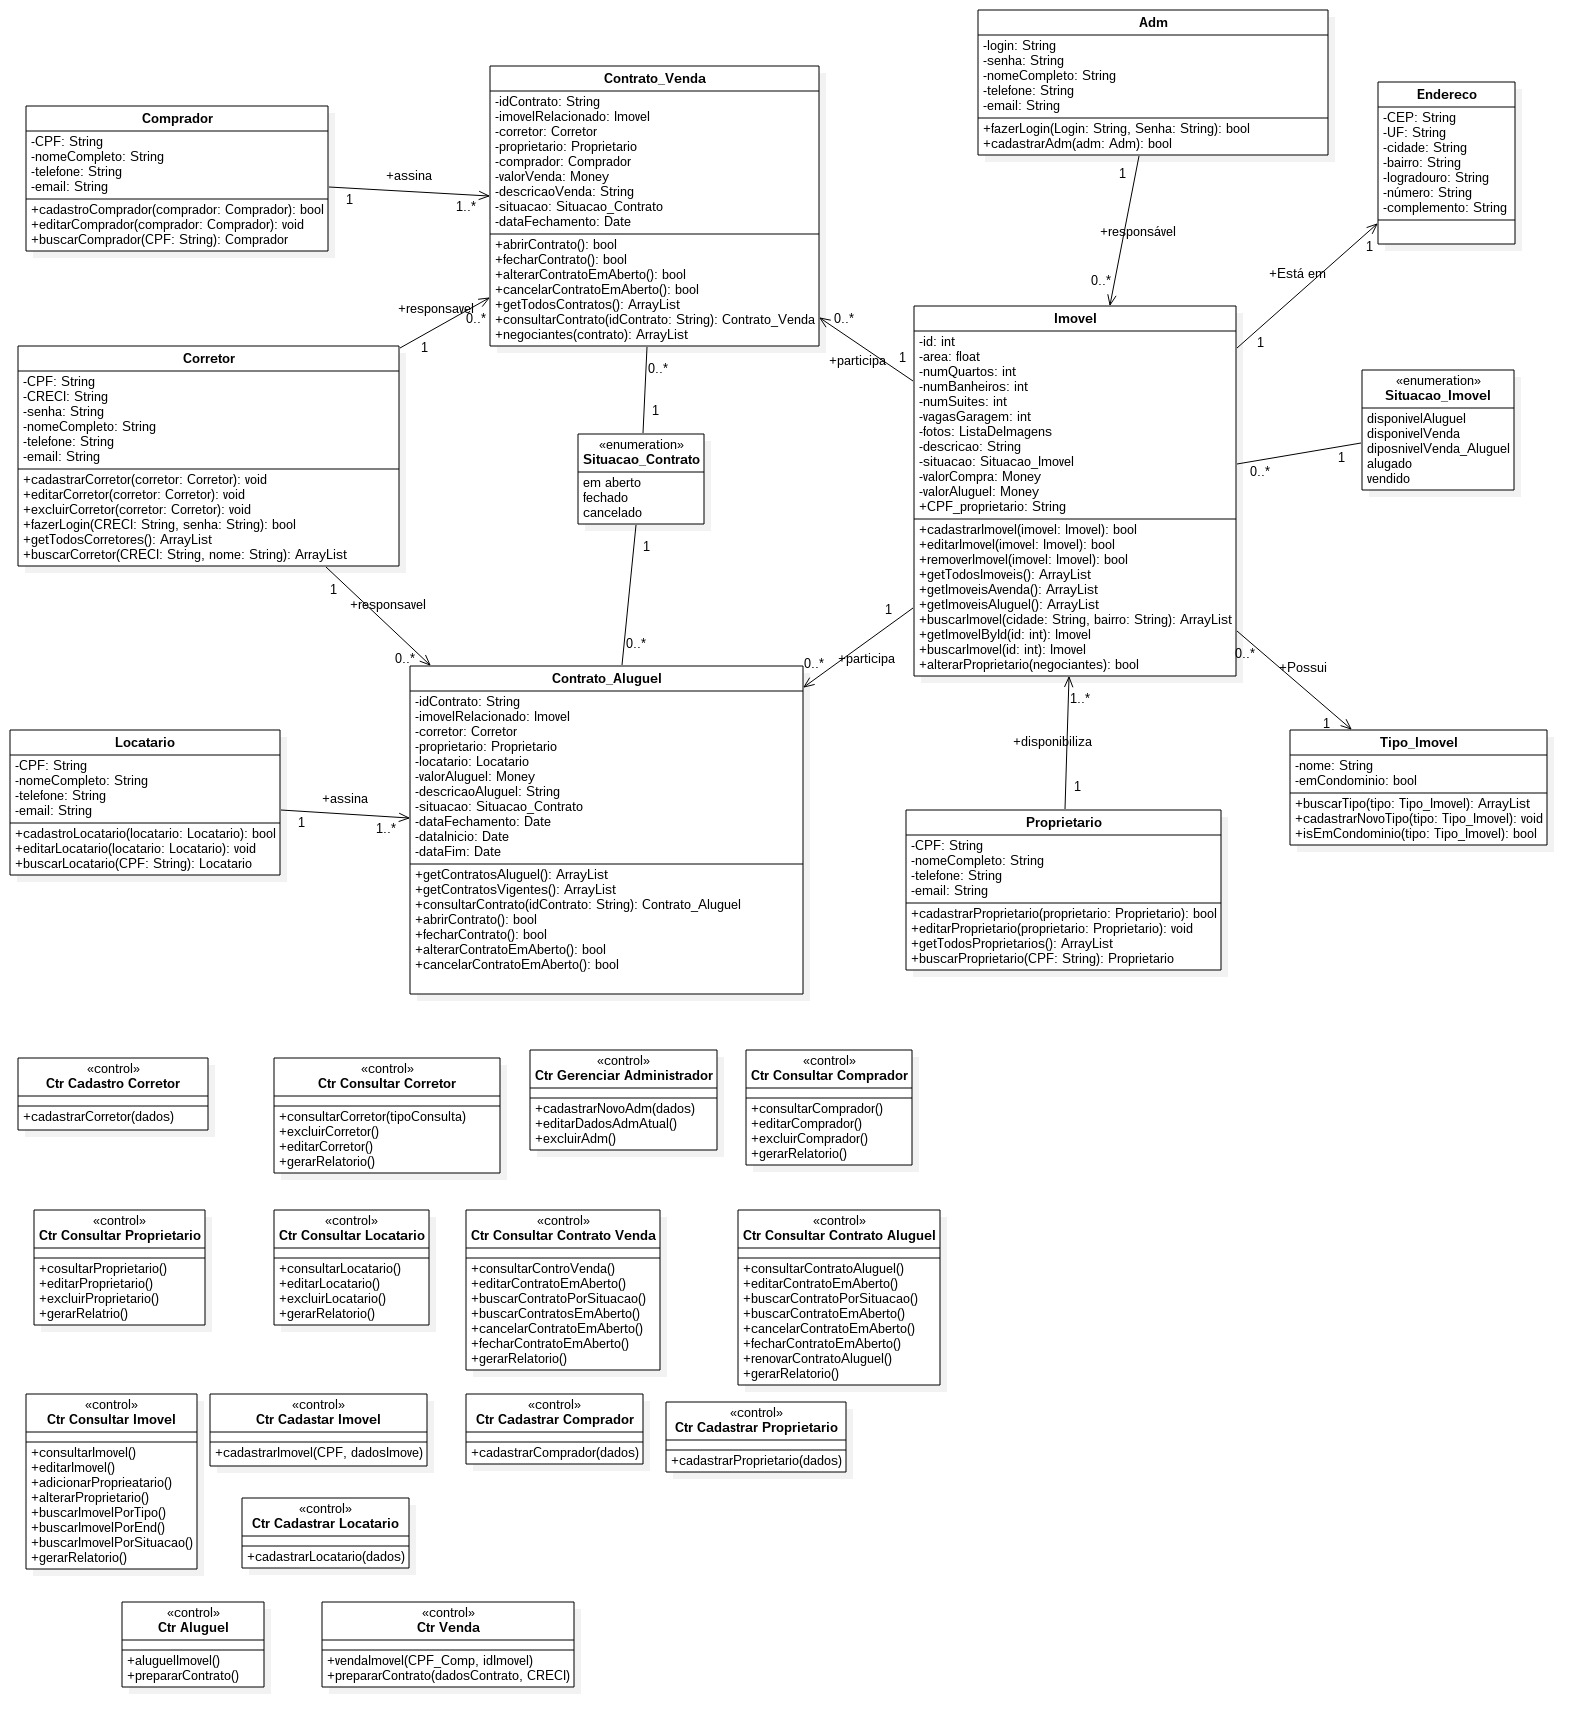 Adm
-login: String
-senha: String
-nomeCompleto: String
-telefone: String
-email: String
+fazerLogin(Login: String, Senha: String): bool
+cadastrarAdm(adm: Adm): bool
Contrato_Venda
-idContrato: String
-imovelRelacionado: Imovel
-corretor: Corretor
-proprietario: Proprietario
-comprador: Comprador
-valorVenda: Money
-descricaoVenda: String
-situacao: Situacao_Contrato
-dataFechamento: Date
+abrirContrato(): bool
+fecharContrato(): bool
+alterarContratoEmAberto(): bool
+cancelarContratoEmAberto(): bool
+getTodosContratos(): ArrayList
+consultarContrato(idContrato: String): Contrato_Venda
+negociantes(contrato): ArrayList
Endereco
-CEP: String
-UF: String
-cidade: String
-bairro: String
-logradouro: String
-número: String
-complemento: String
Comprador
-CPF: String
-nomeCompleto: String
-telefone: String
-email: String
+cadastroComprador(comprador: Comprador): bool
+editarComprador(comprador: Comprador): void
+buscarComprador(CPF: String): Comprador
+assina
1
1..*
1
+responsável
0..*
+Está em
1
1
+responsavel
0..*
1
0..*
+participa
1
Corretor
-CPF: String
-CRECI: String
-senha: String
-nomeCompleto: String
-telefone: String
-email: String
+cadastrarCorretor(corretor: Corretor): void
+editarCorretor(corretor: Corretor): void
+excluirCorretor(corretor: Corretor): void
+fazerLogin(CRECI: String, senha: String): bool
+getTodosCorretores(): ArrayList
+buscarCorretor(CRECI: String, nome: String): ArrayList
0..*
1
«enumeration»
Situacao_Contrato
em aberto
fechado
cancelado
1
0..*
Imovel
-id: int
-area: float
-numQuartos: int
-numBanheiros: int
-numSuites: int
-vagasGaragem: int
-fotos: ListaDeImagens
-descricao: String
-situacao: Situacao_Imovel
-valorCompra: Money
-valorAluguel: Money
+CPF_proprietario: String
+cadastrarImovel(imovel: Imovel): bool
+editarImovel(imovel: Imovel): bool
+removerImovel(imovel: Imovel): bool
+getTodosImoveis(): ArrayList
+getImoveisAvenda(): ArrayList
+getImoveisAluguel(): ArrayList
+buscarImovel(cidade: String, bairro: String): ArrayList
+getImovelById(id: int): Imovel
+buscarImovel(id: int): Imovel
+alterarProprietario(negociantes): bool
«enumeration»
Situacao_Imovel
disponivelAluguel
disponivelVenda
diposnivelVenda_Aluguel
alugado
vendido
0..*
1
1
+responsavel
0..*
1
+participa
0..*
0..*
+Possui
1
1..*
+disponibiliza
1
Contrato_Aluguel
-idContrato: String
-imovelRelacionado: Imovel
-corretor: Corretor
-proprietario: Proprietario
-locatario: Locatario
-valorAluguel: Money
-descricaoAluguel: String
-situacao: Situacao_Contrato
-dataFechamento: Date
-dataInicio: Date
-dataFim: Date
+getContratosAluguel(): ArrayList
+getContratosVigentes(): ArrayList
+consultarContrato(idContrato: String): Contrato_Aluguel
+abrirContrato(): bool
+fecharContrato(): bool
+alterarContratoEmAberto(): bool
+cancelarContratoEmAberto(): bool
Locatario
-CPF: String
-nomeCompleto: String
-telefone: String
-email: String
+cadastroLocatario(locatario: Locatario): bool
+editarLocatario(locatario: Locatario): void
+buscarLocatario(CPF: String): Locatario
+assina
1
1..*
Tipo_Imovel
-nome: String
-emCondominio: bool
+buscarTipo(tipo: Tipo_Imovel): ArrayList
+cadastrarNovoTipo(tipo: Tipo_Imovel): void
+isEmCondominio(tipo: Tipo_Imovel): bool
Proprietario
-CPF: String
-nomeCompleto: String
-telefone: String
-email: String
+cadastrarProprietario(proprietario: Proprietario): bool
+editarProprietario(proprietario: Proprietario): void
+getTodosProprietarios(): ArrayList
+buscarProprietario(CPF: String): Proprietario
«control»
Ctr Cadastro Corretor
+cadastrarCorretor(dados)
«control»
Ctr Consultar Corretor
+consultarCorretor(tipoConsulta)
+excluirCorretor()
+editarCorretor()
+gerarRelatorio()
«control»
Ctr Gerenciar Administrador
+cadastrarNovoAdm(dados)
+editarDadosAdmAtual()
+excluirAdm()
«control»
Ctr Consultar Comprador
+consultarComprador()
+editarComprador()
+excluirComprador()
+gerarRelatorio()
«control»
Ctr Consultar Proprietario
+cosultarProprietario()
+editarProprietario()
+excluirProprietario()
+gerarRelatrio()
«control»
Ctr Consultar Locatario
+consultarLocatario()
+editarLocatario()
+excluirLocatario()
+gerarRelatorio()
«control»
Ctr Consultar Contrato Venda
+consultarControVenda()
+editarContratoEmAberto()
+buscarContratoPorSituacao()
+buscarContratosEmAberto()
+cancelarContratoEmAberto()
+fecharContratoEmAberto()
+gerarRelatorio()
«control»
Ctr Consultar Contrato Aluguel
+consultarContratoAluguel()
+editarContratoEmAberto()
+buscarContratoPorSituacao()
+buscarContratoEmAberto()
+cancelarContratoEmAberto()
+fecharContratoEmAberto()
+renovarContratoAluguel()
+gerarRelatorio()
«control»
Ctr Consultar Imovel
+consultarImovel()
+editarImovel()
+adicionarProprieatario()
+alterarProprietario()
+buscarImovelPorTipo()
+buscarImovelPorEnd()
+buscarImovelPorSituacao()
+gerarRelatorio()
«control»
Ctr Cadastar Imovel
+cadastrarImovel(CPF, dadosImove)
«control»
Ctr Cadastrar Comprador
+cadastrarComprador(dados)
«control»
Ctr Cadastrar Proprietario
+cadastrarProprietario(dados)
«control»
Ctr Cadastrar Locatario
+cadastrarLocatario(dados)
«control»
Ctr Aluguel
+aluguelImovel()
+prepararContrato()
«control»
Ctr Venda
+vendaImovel(CPF_Comp, idImovel)
+prepararContrato(dadosContrato, CRECI)